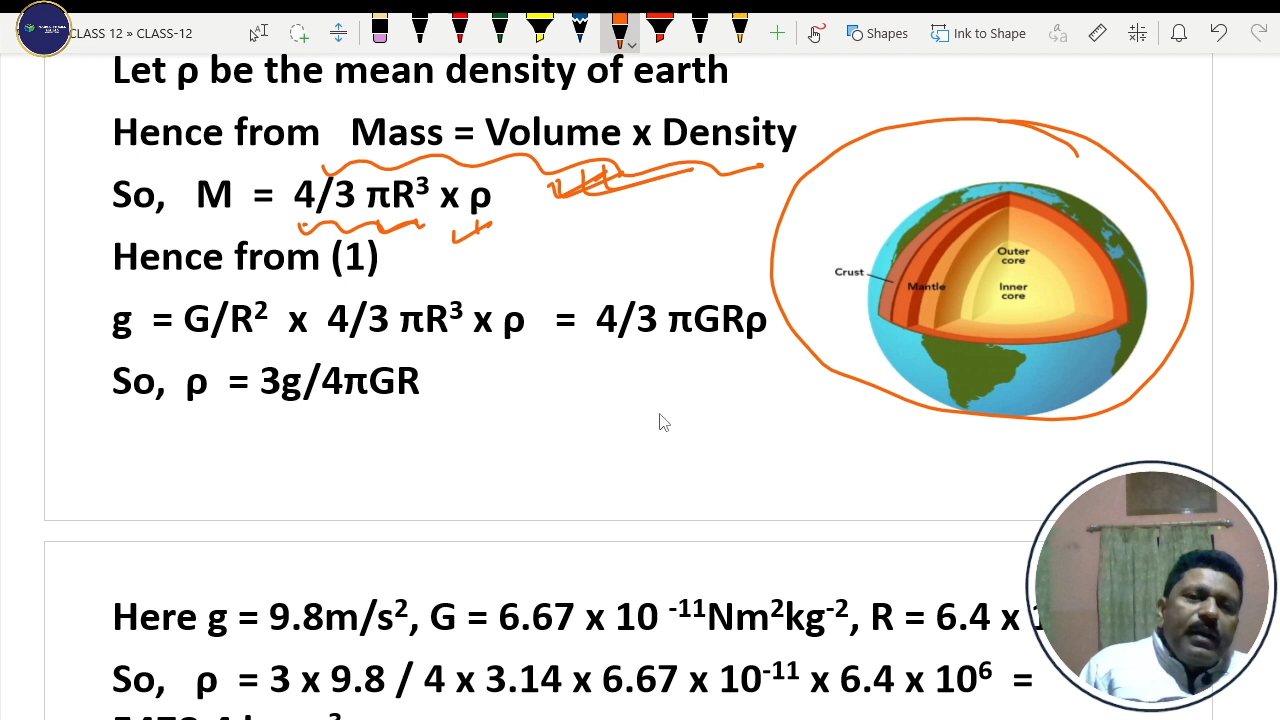 CLASS 12 » CLASS-12
Shapes
Ink to Shape
Let ρ be the mean density of earth
Hence from Mass = Volume x Density
So, M = 4/3 πR³ x ρ
Hence from (1)
g = G/R² x 4/3 πR³ x ρ = 4/3 πGRρ
So, ρ = 3g/4πGR
Outer
core
Crust
Mantle
Inner
core
Here g = 9.8m/s², G = 6.67 x 10 ⁻¹¹Nm²kg⁻², R = 6.4 x
So, ρ = 3 x 9.8 / 4 x 3.14 x 6.67 x 10⁻¹¹ x 6.4 x 10⁶ =